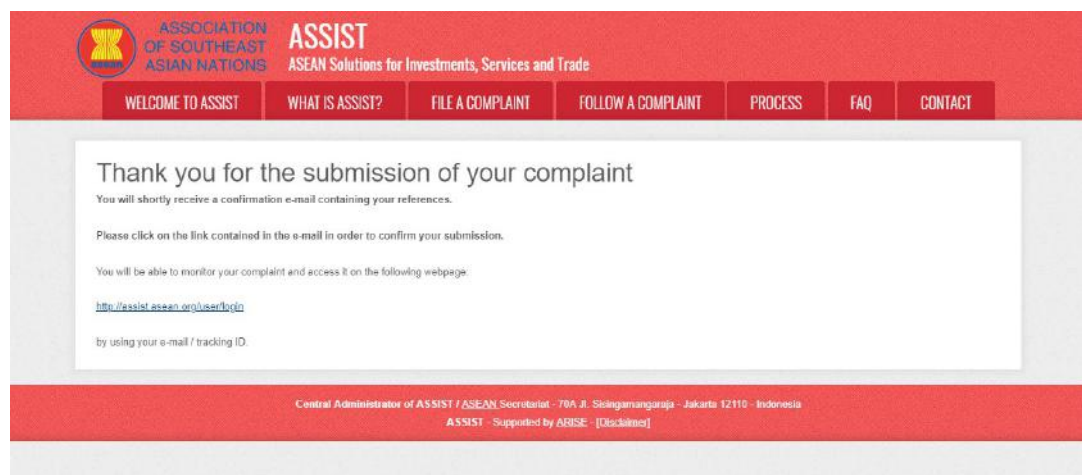 ASSOCIATION
OF SOUTHEAST
ASIAN NATIONS
ASSIST
ASEAN Solutions for Investments, Services and Trade
WELCOME TO ASSIST
WHAT IS ASSIST?
FILE A COMPLAINT
FOLLOW A COMPLAINT
PROCESS
FAQ
CONTACT
Thank you for the submission of your complaint
You will shortly receive a confirmation e-mail containing your references.
Please click on the link contained in the e-mail in order to confirm your submission.
You will be able to monitor your complaint and access it on the following webpage:
http://assist.asean.org/user/login
by using your e-mail / tracking ID.
Central Administrator of ASSIST / ASEAN Secretariat - 70A Jl. Sisingamangaraja - Jakarta 12110 - Indonesia
ASSIST - Supported by ARISE - [Disclaimer]